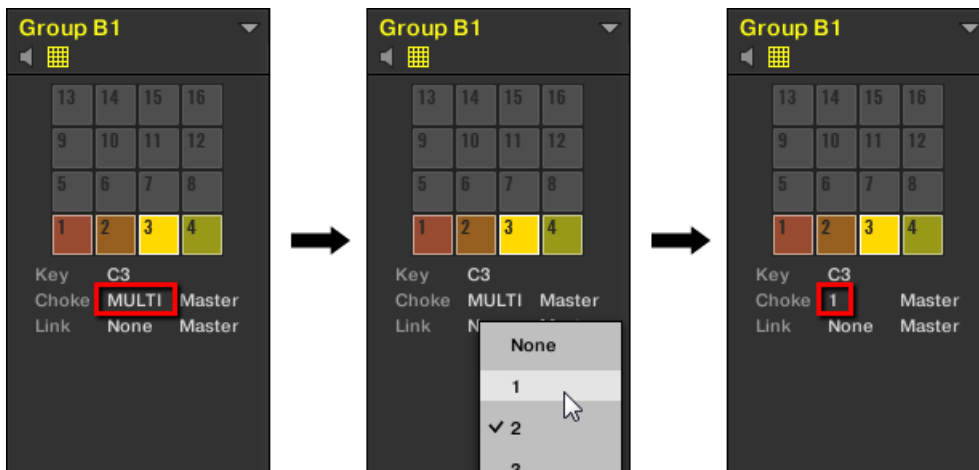 Group B1
13 14 15 16
9 10 11 12
5 6 7 8
1 2 3 4
Key C3
Choke MULTI Master
Link None Master
Group B1
13 14 15 16
9 10 11 12
5 6 7 8
1 2 3 4
Key C3
Choke MULTI Master
Link
None
1
2
Group B1
13 14 15 16
9 10 11 12
5 6 7 8
1 2 3 4
Key C3
Choke 1 Master
Link None Master